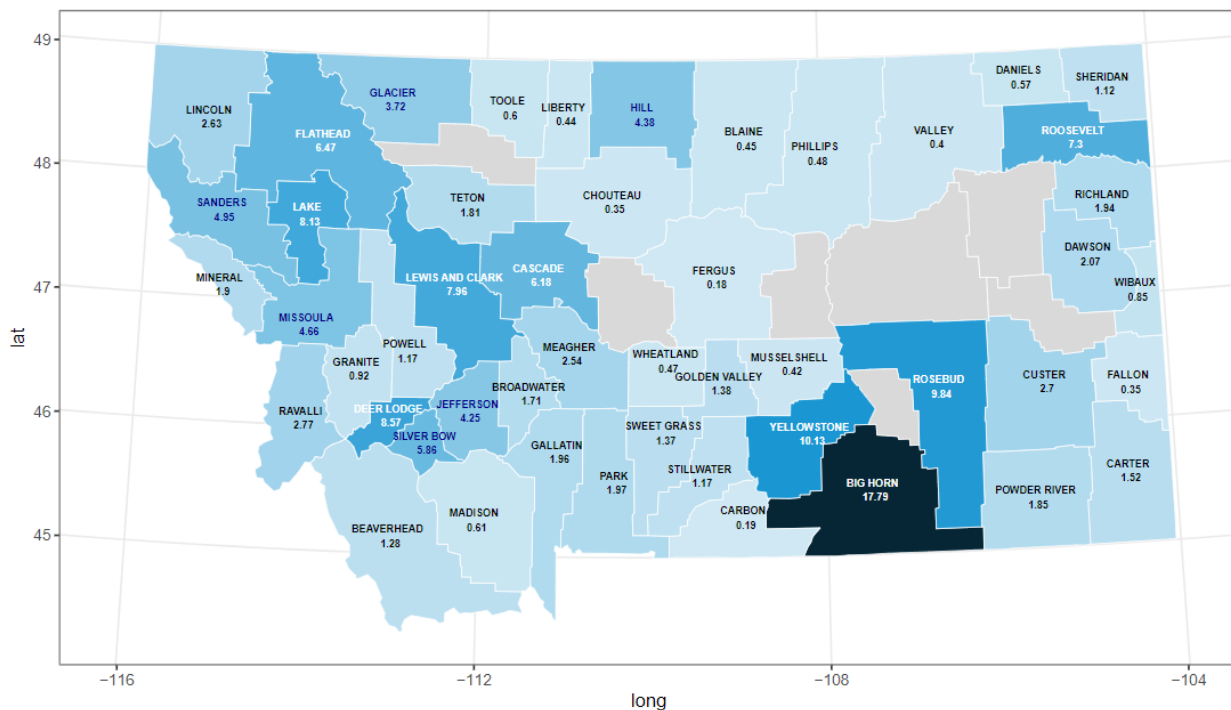 49
48
47
46
45
lat
LINCOLN
2.63
FLATHEAD
6.47
GLACIER
3.72
TOOLE
0.6
LIBERTY
0.44
HILL
4.38
BLAINE
0.45
PHILLIPS
0.48
VALLEY
0.4
DANIELS
0.57
SHERIDAN
1.12
ROOSEVELT
7.3
SANDERS
4.95
LAKE
8.13
TETON
1.81
CHOUTEAU
0.35
RICHLAND
1.94
MINERAL
1.9
MISSOULA
4.66
LEWIS AND CLARK
7.96
CASCADE
6.18
FERGUS
0.18
DAWSON
2.07
WIBAUX
0.85
POWELL
1.17
GRANITE
0.92
MEAGHER
2.54
WHEATLAND
0.47
GOLDEN VALLEY
1.38
MUSSELSHELL
0.42
ROSEBUD
9.84
CUSTER
2.7
FALLON
0.35
RAVALLI
2.77
DEER LODGE
8.57
SILVER BOW
5.86
JEFFERSON
4.25
BROADWATER
1.71
SWEET GRASS
1.37
YELLOWSTONE
10.13
GALLATIN
1.96
PARK
1.97
STILLWATER
1.17
BIG HORN
17.79
POWDER RIVER
1.85
CARTER
1.52
BEAVERHEAD
1.28
MADISON
0.61
CARBON
0.19
−116
−112
−108
−104
long